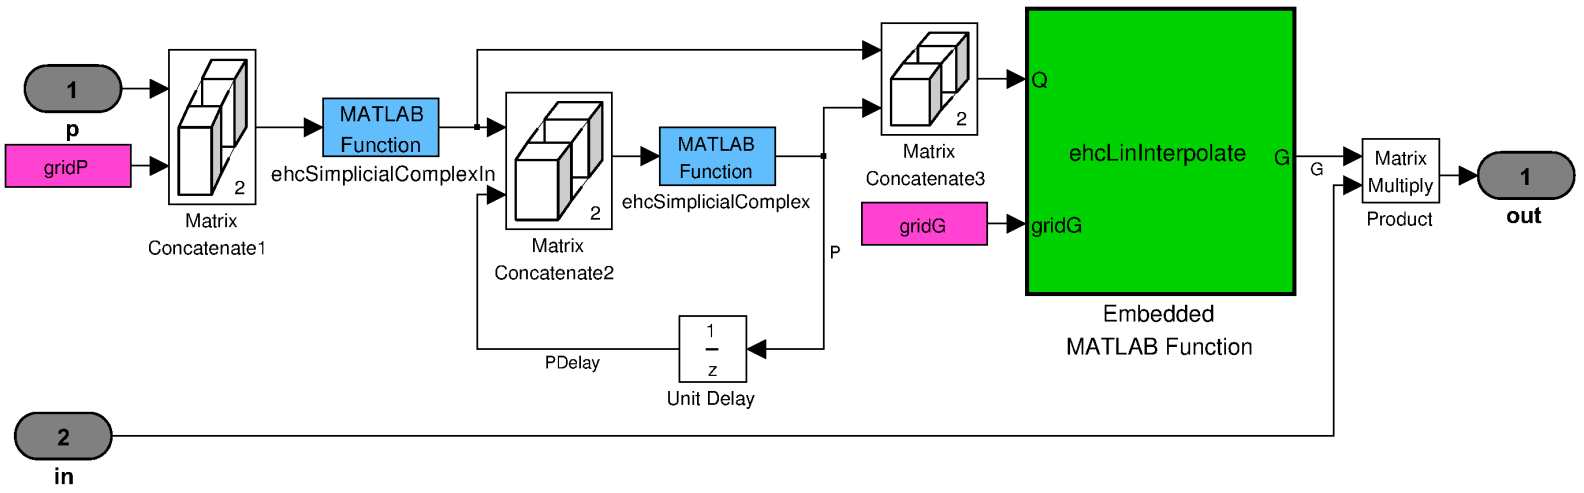 1
p
gridP
2
Matrix
Concatenate1
MATLAB
Function
ehcSimplicialComplexIn
2
Matrix
Concatenate2
MATLAB
Function
ehcSimplicialComplex
P
1
z
Unit Delay
PDelay
2
Matrix
Concatenate3
gridG
Q
gridG
ehcLinInterpolate
G
Embedded
MATLAB Function
G
Matrix
Multiply
Product
1
out
2
in